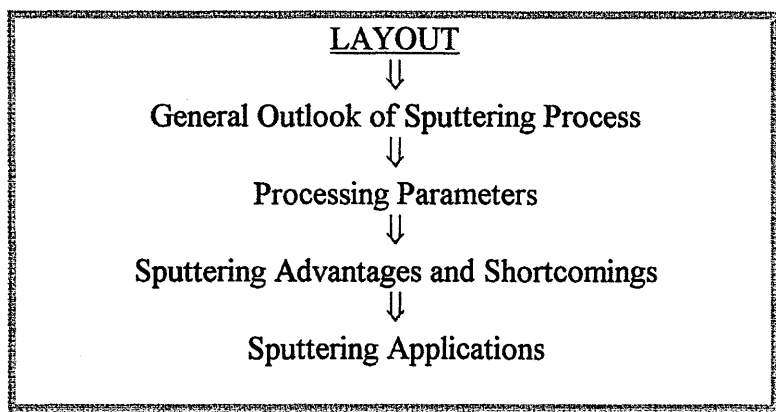 LAYOUT
⇓
General Outlook of Sputtering Process
⇓
Processing Parameters
⇓
Sputtering Advantages and Shortcomings
⇓
Sputtering Applications